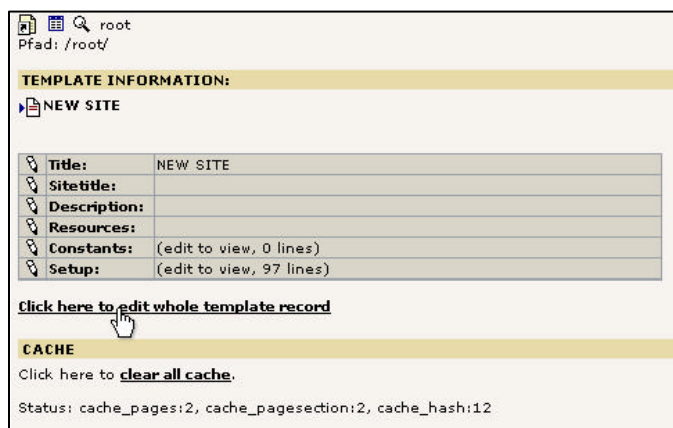 root
Pfad: /root/
TEMPLATE INFORMATION:
NEW SITE
Title: NEW SITE
Sitetitle:
Description:
Resources:
Constants: (edit to view, 0 lines)
Setup: (edit to view, 97 lines)
Click here to edit whole template record
CACHE
Click here to clear all cache.
Status: cache_pages:2, cache_pagesection:2, cache_hash:12